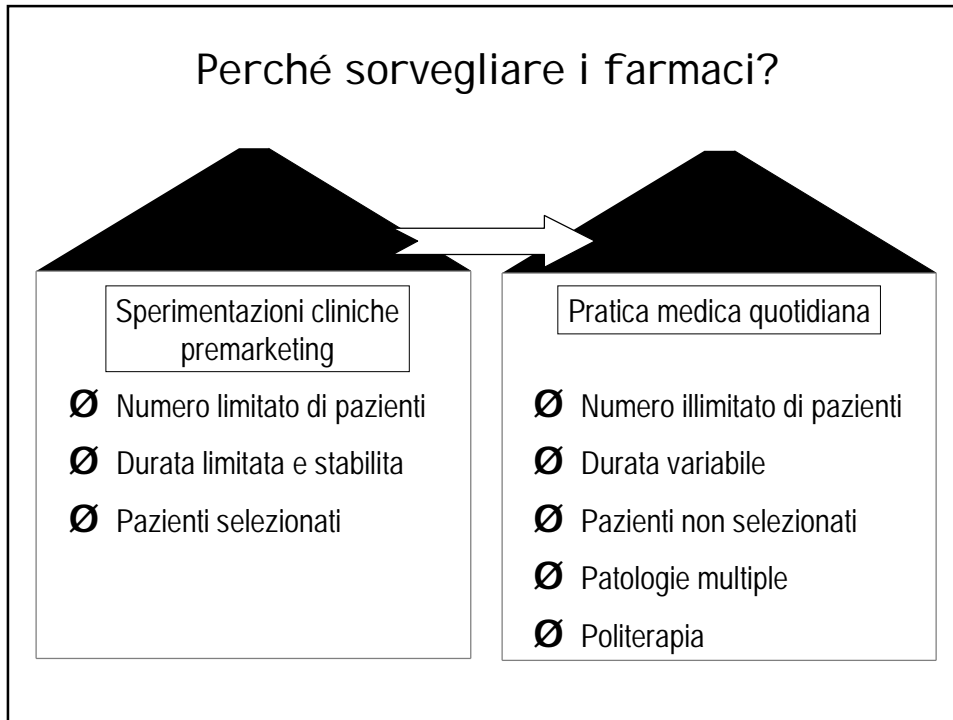 Perché sorvegliare i farmaci?
Sperimentazioni cliniche
premarketing
Ø Numero limitato di pazienti
Ø Durata limitata e stabilita
Ø Pazienti selezionati
Pratica medica quotidiana
Ø Numero illimitato di pazienti
Ø Durata variabile
Ø Pazienti non selezionati
Ø Patologie multiple
Ø Politerapia